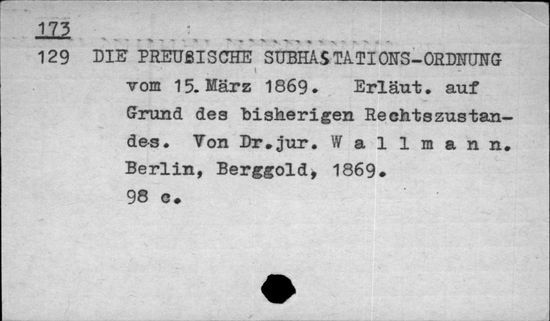 173
129 DIE PREUßISCHE SUBHASTATIONS-ORDNUNG
vom 15. März 1869. Erläut. auf
Grund des bisherigen Rechtszustan-
des. Von Dr.jur. W a l l m a n n.
Berlin, Berggold, 1869.
98 c.